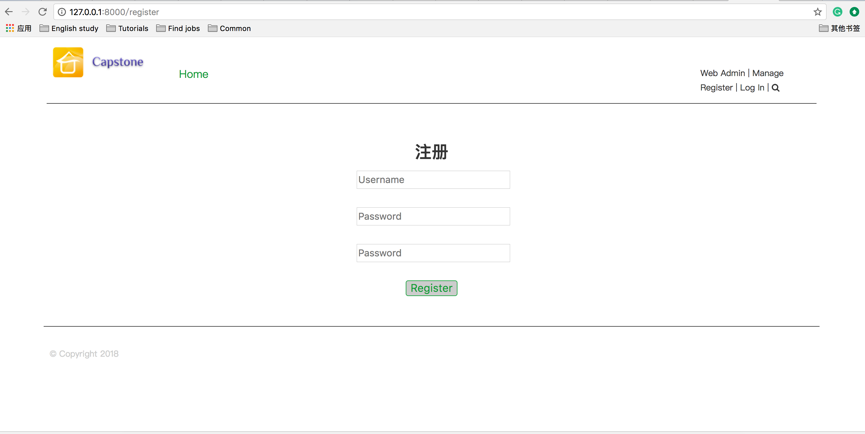 127.0.0.1:8000/register
应用 English study Tutorials Find jobs Common 其他书签
Capstone
Home
Web Admin | Manage
Register | Log In |
注册
Username
Password
Password
Register
© Copyright 2018